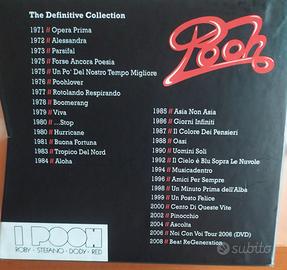 The Definitive Collection
1971 // Opera Prima
1972 // Alessandra
1973 // Parsifal
1975 // Forse Ancora Poesia
1975 // Un Po' Del Nostro Tempo Migliore
1976 // Poohlover
1977 // Rotolando Respirando
1978 // Boomerang
1979 // Viva
1980 // ...Stop
1980 // Hurricane
1981 // Buona Fortuna
1983 // Tropico Del Nord
1984 // Aloha
I POOH
ROBY · STEFANO · DODY · RED
Pooh
1985 // Asia Non Asia
1986 // Giorni Infiniti
1987 // Il Colore Dei Pensieri
1988 // Oasi
1990 // Uomini Soli
1992 // Il Cielo è Blu Sopra Le Nuvole
1994 // Musicadentro
1996 // Amici Per Sempre
1998 // Un Minuto Prima dell'Alba
1999 // Un Posto Felice
2000 // Cento Di Queste Vite
2002 // Pinocchio
2004 // Ascolta
2006 // Noi Con Voi Tour 2006 (DVD)
2008 // Beat ReGeneration
subito